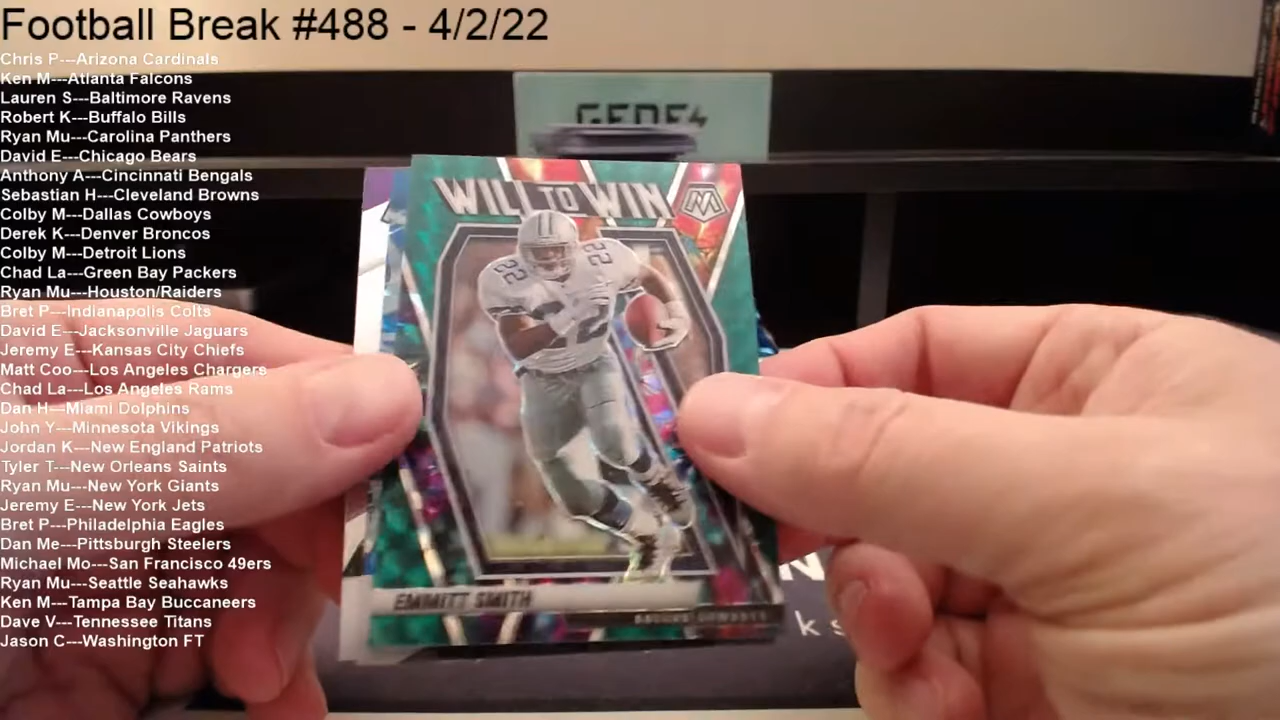 Football Break #488 - 4/2/22
Chris P---Arizona Cardinals
Ken M---Atlanta Falcons
Lauren S---Baltimore Ravens
Robert K---Buffalo Bills
Ryan Mu---Carolina Panthers
David E---Chicago Bears
Anthony A---Cincinnati Bengals
Sebastian H---Cleveland Browns
Colby M---Dallas Cowboys
Derek K---Denver Broncos
Colby M---Detroit Lions
Chad La---Green Bay Packers
Ryan Mu---Houston/Raiders
Bret P---Indianapolis Colts
David E---Jacksonville Jaguars
Jeremy E---Kansas City Chiefs
Matt Coo---Los Angeles Chargers
Chad La---Los Angeles Rams
Dan H---Miami Dolphins
John Y---Minnesota Vikings
Jordan K---New England Patriots
Tyler T---New Orleans Saints
Ryan Mu---New York Giants
Jeremy E---New York Jets
Bret P---Philadelphia Eagles
Dan Me---Pittsburgh Steelers
Michael Mo---San Francisco 49ers
Ryan Mu---Seattle Seahawks
Ken M---Tampa Bay Buccaneers
Dave V---Tennessee Titans
Jason C---Washington FT
WILL TO WIN
M
22
22
22
EMMITT SMITH
DALLAS COWBOYS